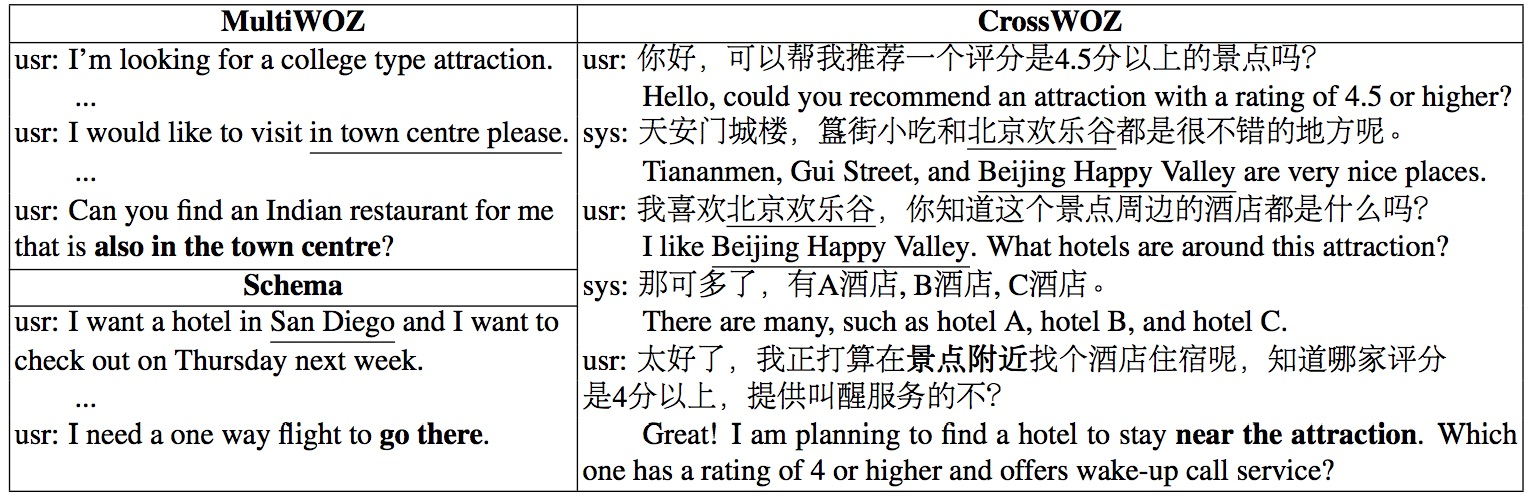 MultiWOZ
usr: I'm looking for a college type attraction.
...
usr: I would like to visit in town centre please.
...
usr: Can you find an Indian restaurant for me
that is also in the town centre?
Schema
usr: I want a hotel in San Diego and I want to
check out on Thursday next week.
...
usr: I need a one way flight to go there.
CrossWOZ
usr: 你好，可以帮我推荐一个评分是4.5分以上的景点吗？
Hello, could you recommend an attraction with a rating of 4.5 or higher?
sys: 天安门城楼，簋街小吃和北京欢乐谷都是很不错的地方呢。
Tiananmen, Gui Street, and Beijing Happy Valley are very nice places.
usr: 我喜欢北京欢乐谷，你知道这个景点周边的酒店都是什么吗？
I like Beijing Happy Valley. What hotels are around this attraction?
sys: 那可多了，有A酒店, B酒店, C酒店。
There are many, such as hotel A, hotel B, and hotel C.
usr: 太好了，我正打算在景点附近找个酒店住宿呢，知道哪家评分
是4分以上，提供叫醒服务的不？
Great! I am planning to find a hotel to stay near the attraction. Which
one has a rating of 4 or higher and offers wake-up call service?